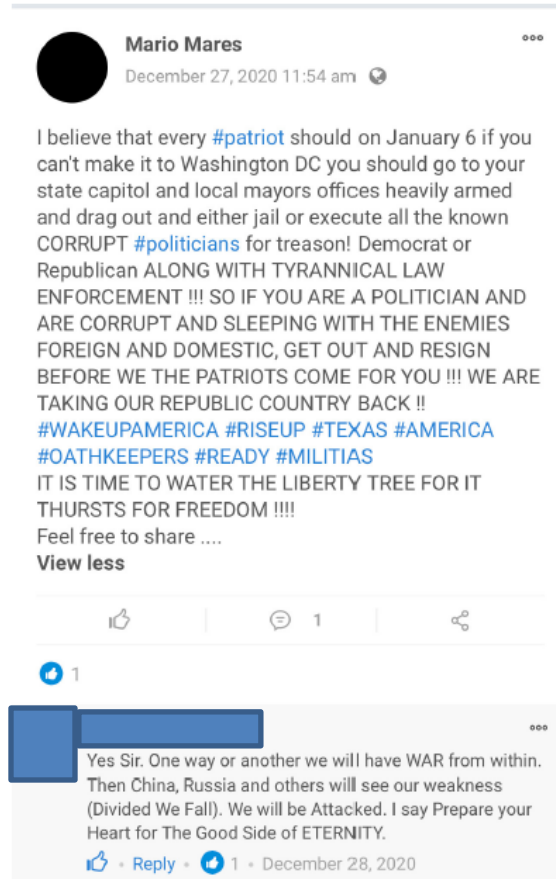 Mario Mares
December 27, 2020 11:54 am
I believe that every #patriot should on January 6 if you
can't make it to Washington DC you should go to your
state capitol and local mayors offices heavily armed
and drag out and either jail or execute all the known
CORRUPT #politicians for treason! Democrat or
Republican ALONG WITH TYRANNICAL LAW
ENFORCEMENT !!! SO IF YOU ARE A POLITICIAN AND
ARE CORRUPT AND SLEEPING WITH THE ENEMIES
FOREIGN AND DOMESTIC, GET OUT AND RESIGN
BEFORE WE THE PATRIOTS COME FOR YOU !!! WE ARE
TAKING OUR REPUBLIC COUNTRY BACK !!
#WAKEUPAMERICA #RISEUP #TEXAS #AMERICA
#OATHKEEPERS #READY #MILITIAS
IT IS TIME TO WATER THE LIBERTY TREE FOR IT
THURSTS FOR FREEDOM !!!!
Feel free to share ....
View less
1
1
Yes Sir. One way or another we will have WAR from within.
Then China, Russia and others will see our weakness
(Divided We Fall). We will be Attacked. I say Prepare your
Heart for The Good Side of ETERNITY.
• Reply • 1 • December 28, 2020